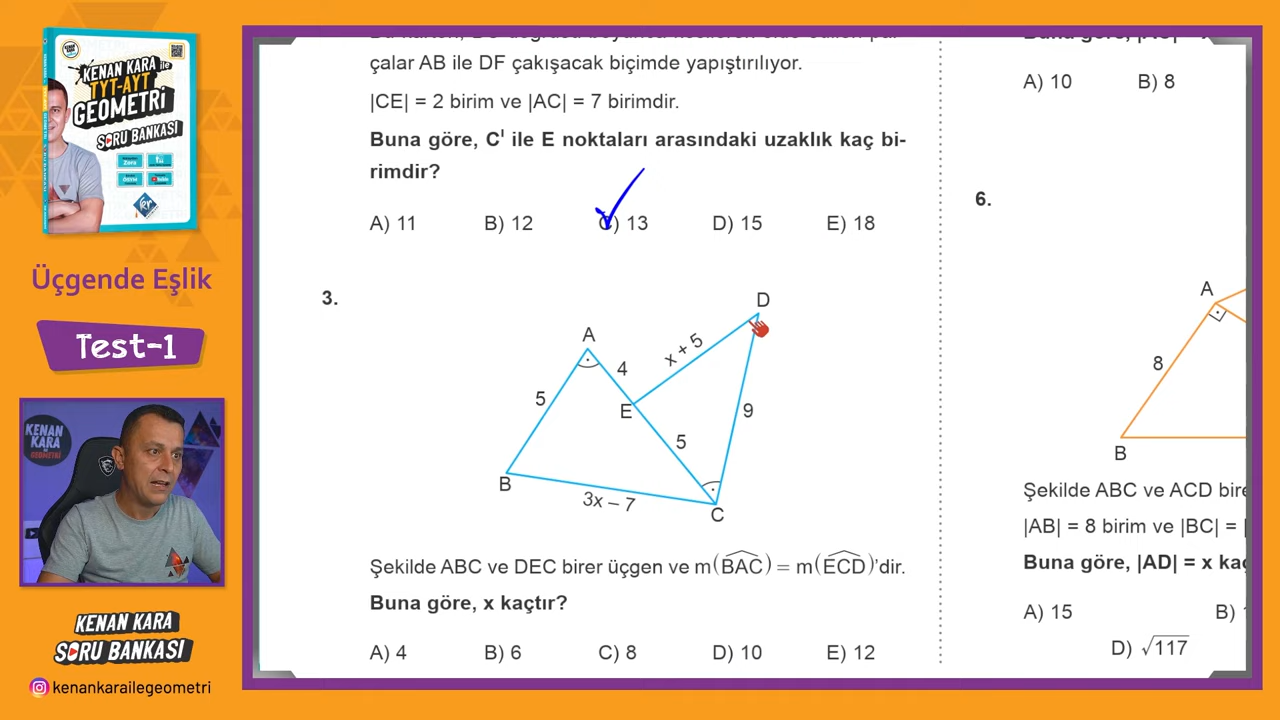 KENAN KARA ile
TYT-AYT
GEOMETRİ
SORU BANKASI
Üçgende Eşlik
Test-1
KENAN
KARA
GEOMETRİ
KENAN KARA
SORU BANKASI
kenankarailegeometri
çalar AB ile DF çakışacak biçimde yapıştırılıyor.
|CE| = 2 birim ve |AC| = 7 birimdir.
Buna göre, Cᴵ ile E noktaları arasındaki uzaklık kaç bi-
rimdir?
A) 11 B) 12 C) 13 D) 15 E) 18
3.
D
A
x + 5
4
5
E
9
5
B
3x – 7
C
Şekilde ABC ve DEC birer üçgen ve m(BAC) = m(ECD)'dir.
Buna göre, x kaçtır?
A) 4 B) 6 C) 8 D) 10 E) 12
A) 10 B) 8
6.
A
8
B
Şekilde ABC ve ACD bire
|AB| = 8 birim ve |BC| =
Buna göre, |AD| = x kaç
A) 15 B)
D) √117